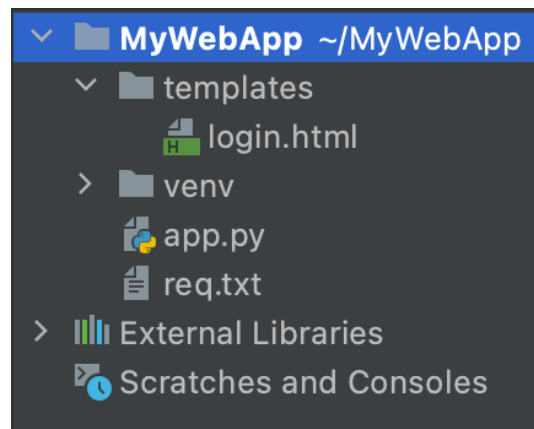 MyWebApp ~/MyWebApp
templates
H login.html
venv
app.py
req.txt
External Libraries
Scratches and Consoles